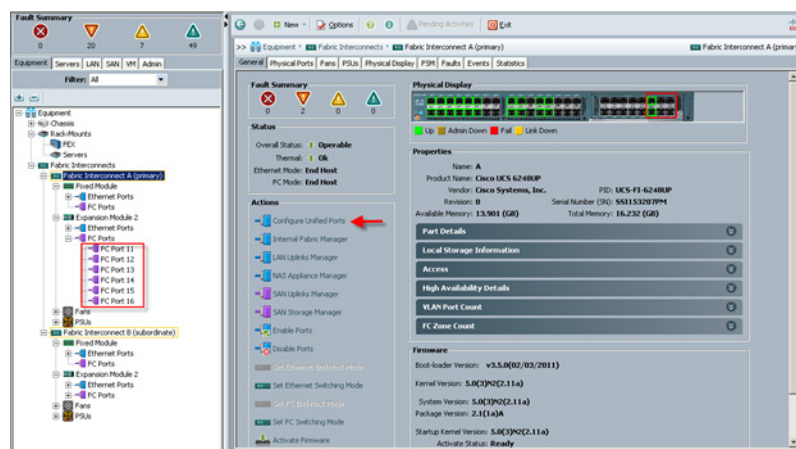 Fault Summary
0 20 7 49
Equipment Servers LAN SAN VM Admin
Filter: All
Equipment
Chassis
Rack-Mounts
FEX
Servers
Fabric Interconnects
Fabric Interconnect A (primary)
Fixed Module
Ethernet Ports
FC Ports
Expansion Module 2
Ethernet Ports
FC Ports
FC Port 11
FC Port 12
FC Port 13
FC Port 14
FC Port 15
FC Port 16
Fans
PSUs
Fabric Interconnect B (subordinate)
Fixed Module
Ethernet Ports
FC Ports
Expansion Module 2
Ethernet Ports
FC Ports
Fans
PSUs
New Options Pending Activities Exit
>> Equipment Fabric Interconnects Fabric Interconnect A (primary) Fabric Interconnect A (primar
General Physical Ports Fans PSUs Physical Display FSM Faults Events Statistics
Fault Summary
0 2 0 0
Status
Overall Status: Operable
Thermal: Ok
Ethernet Mode: End Host
FC Mode: End Host
Actions
Configure Unified Ports
Internal Fabric Manager
LAN Uplinks Manager
NAS Appliance Manager
SAN Uplinks Manager
SAN Storage Manager
Enable Ports
Disable Ports
Set Ethernet End-Host Mode
Set Ethernet Switching Mode
Set FC End-Host Mode
Set FC Switching Mode
Activate Firmware
Physical Display
Up Admin Down Fail Link Down
Properties
Name: A
Product Name: Cisco UCS 6248UP
Vendor: Cisco Systems, Inc. PID: UCS-FI-6248UP
Revision: 0 Serial Number (SN): SSI153207PM
Available Memory: 13.901 (GB) Total Memory: 16.232 (GB)
Part Details
Local Storage Information
Access
High Availability Details
VLAN Port Count
FC Zone Count
Firmware
Boot-loader Version: v3.5.0(02/03/2011)
Kernel Version: 5.0(3)N2(2.11a)
System Version: 5.0(3)N2(2.11a)
Package Version: 2.1(1a)A
Startup Kernel Version: 5.0(3)N2(2.11a)
Activate Status: Ready